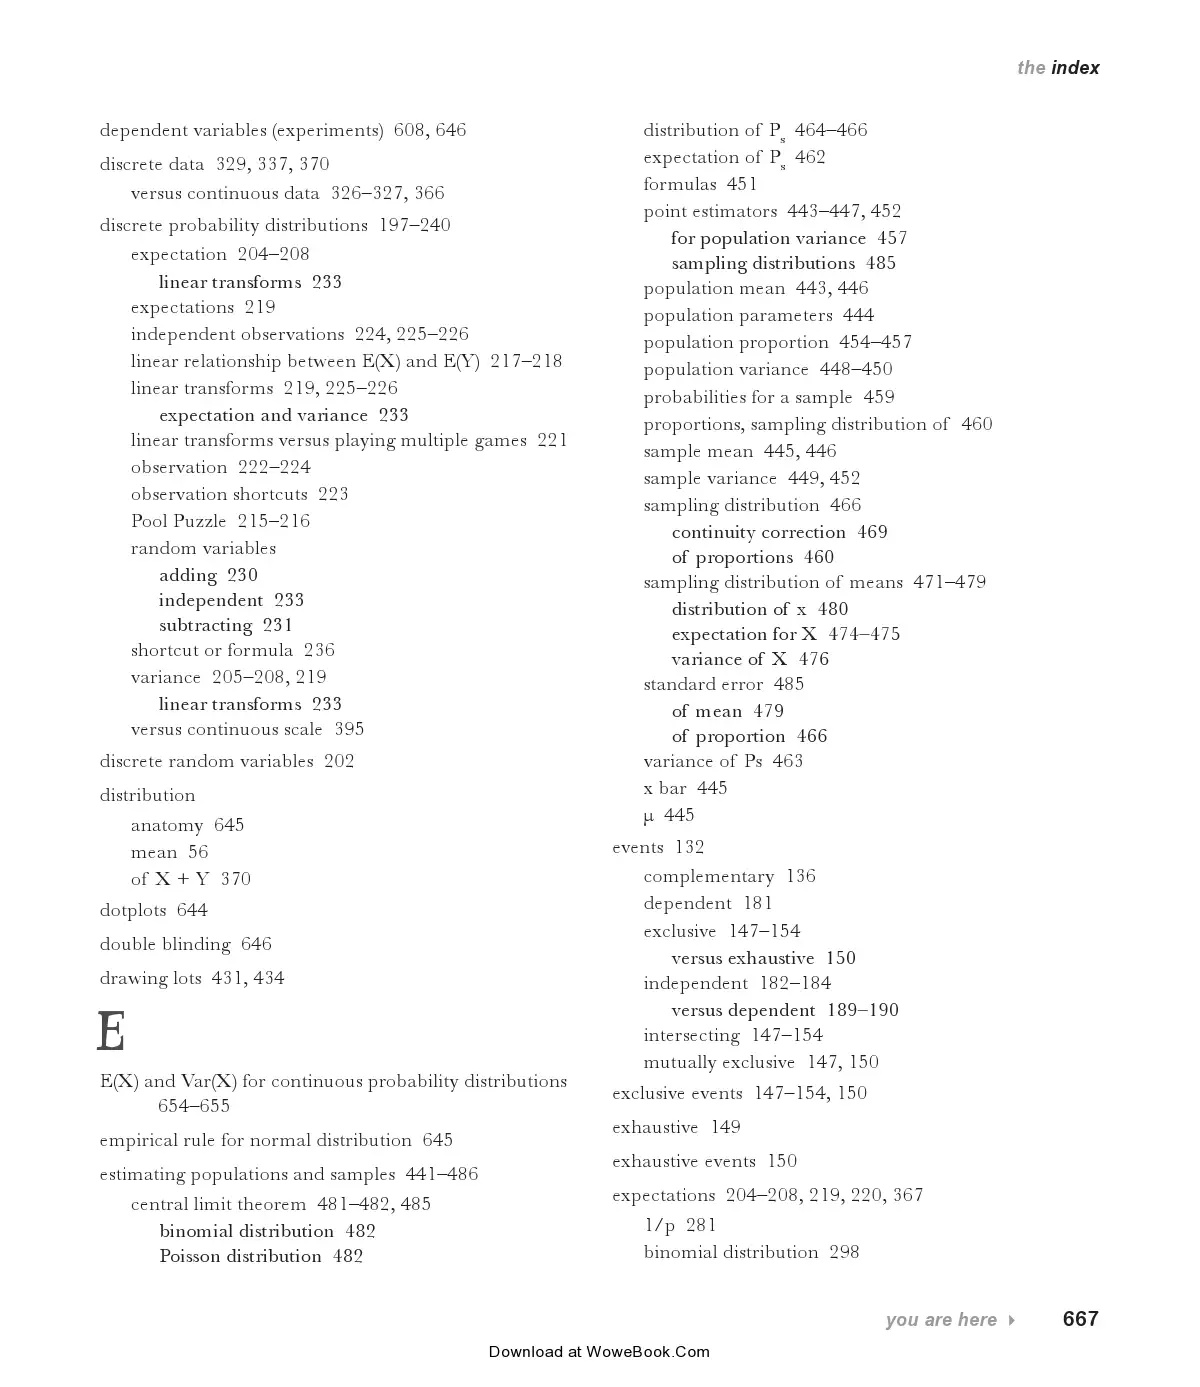 the index
dependent variables (experiments) 608, 646
discrete data 329, 337, 370
versus continuous data 326–327, 366
discrete probability distributions 197–240
expectation 204–208
linear transforms 233
expectations 219
independent observations 224, 225–226
linear relationship between E(X) and E(Y) 217–218
linear transforms 219, 225–226
expectation and variance 233
linear transforms versus playing multiple games 221
observation 222–224
observation shortcuts 223
Pool Puzzle 215–216
random variables
adding 230
independent 233
subtracting 231
shortcut or formula 236
variance 205–208, 219
linear transforms 233
versus continuous scale 395
discrete random variables 202
distribution
anatomy 645
mean 56
of X + Y 370
dotplots 644
double blinding 646
drawing lots 431, 434
E
E(X) and Var(X) for continuous probability distributions
654–655
empirical rule for normal distribution 645
estimating populations and samples 441–486
central limit theorem 481–482, 485
binomial distribution 482
Poisson distribution 482
distribution of Ps 464–466
expectation of Ps 462
formulas 451
point estimators 443–447, 452
for population variance 457
sampling distributions 485
population mean 443, 446
population parameters 444
population proportion 454–457
population variance 448–450
probabilities for a sample 459
proportions, sampling distribution of 460
sample mean 445, 446
sample variance 449, 452
sampling distribution 466
continuity correction 469
of proportions 460
sampling distribution of means 471–479
distribution of x 480
expectation for X 474–475
variance of X 476
standard error 485
of mean 479
of proportion 466
variance of Ps 463
x bar 445
μ 445
events 132
complementary 136
dependent 181
exclusive 147–154
versus exhaustive 150
independent 182–184
versus dependent 189–190
intersecting 147–154
mutually exclusive 147, 150
exclusive events 147–154, 150
exhaustive 149
exhaustive events 150
expectations 204–208, 219, 220, 367
1/p 281
binomial distribution 298
you are here 667
Download at WoweBook.Com